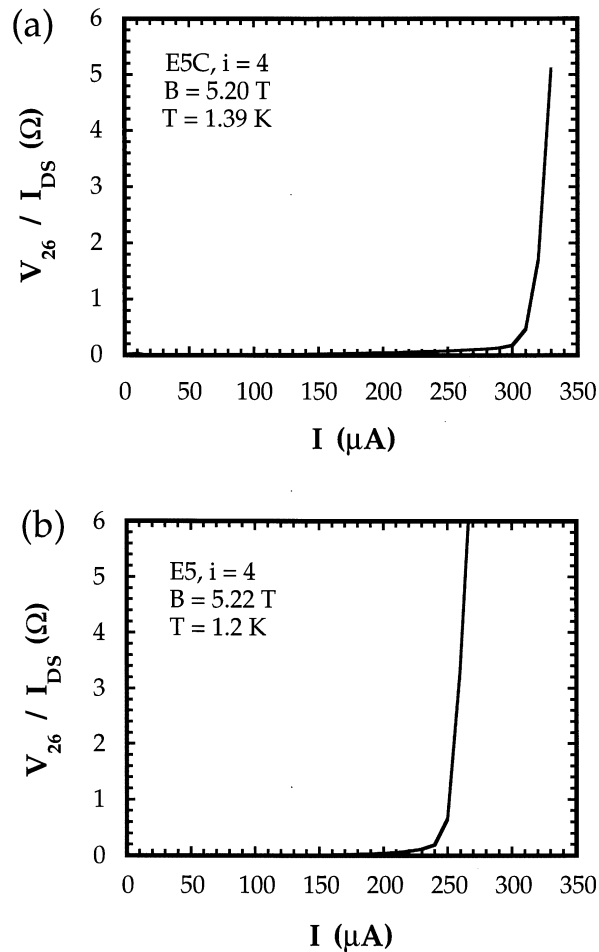 (a)
6
5
4
3
2
1
0
V26 / IDS (Ω)
E5C, i = 4
B = 5.20 T
T = 1.39 K
0 50 100 150 200 250 300 350
I (μA)
(b)
6
5
4
3
2
1
0
V26 / IDS (Ω)
E5, i = 4
B = 5.22 T
T = 1.2 K
0 50 100 150 200 250 300 350
I (μA)